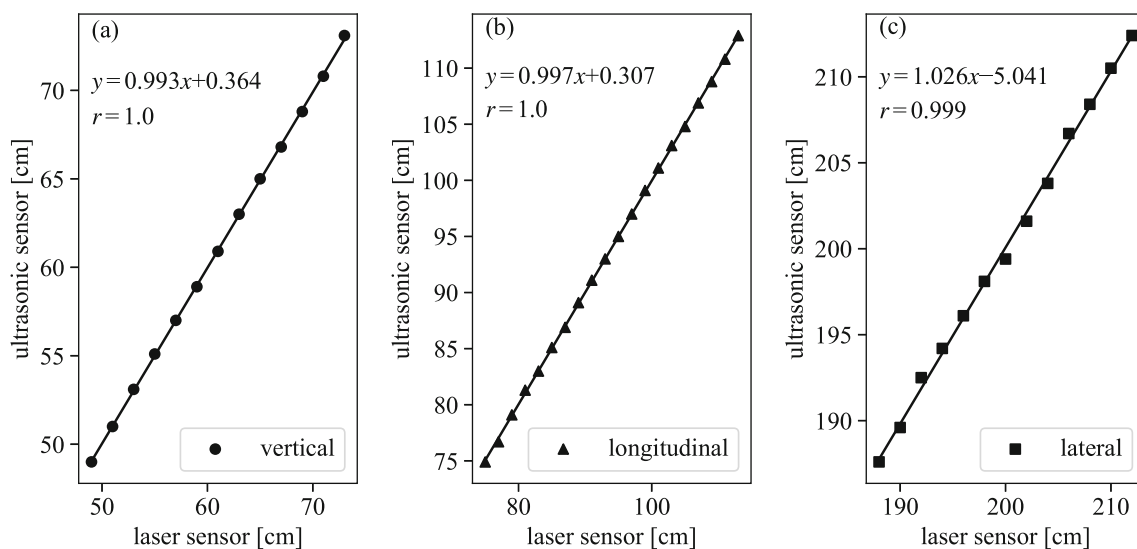 (a)
y=0.993x+0.364
r=1.0
70
60
50
ultrasonic sensor [cm]
vertical
50 60 70
laser sensor [cm]
(b)
y=0.997x+0.307
r=1.0
110
105
100
95
90
85
80
75
ultrasonic sensor [cm]
longitudinal
80 100
laser sensor [cm]
(c)
y=1.026x−5.041
r=0.999
210
205
200
195
190
ultrasonic sensor [cm]
lateral
190 200 210
laser sensor [cm]